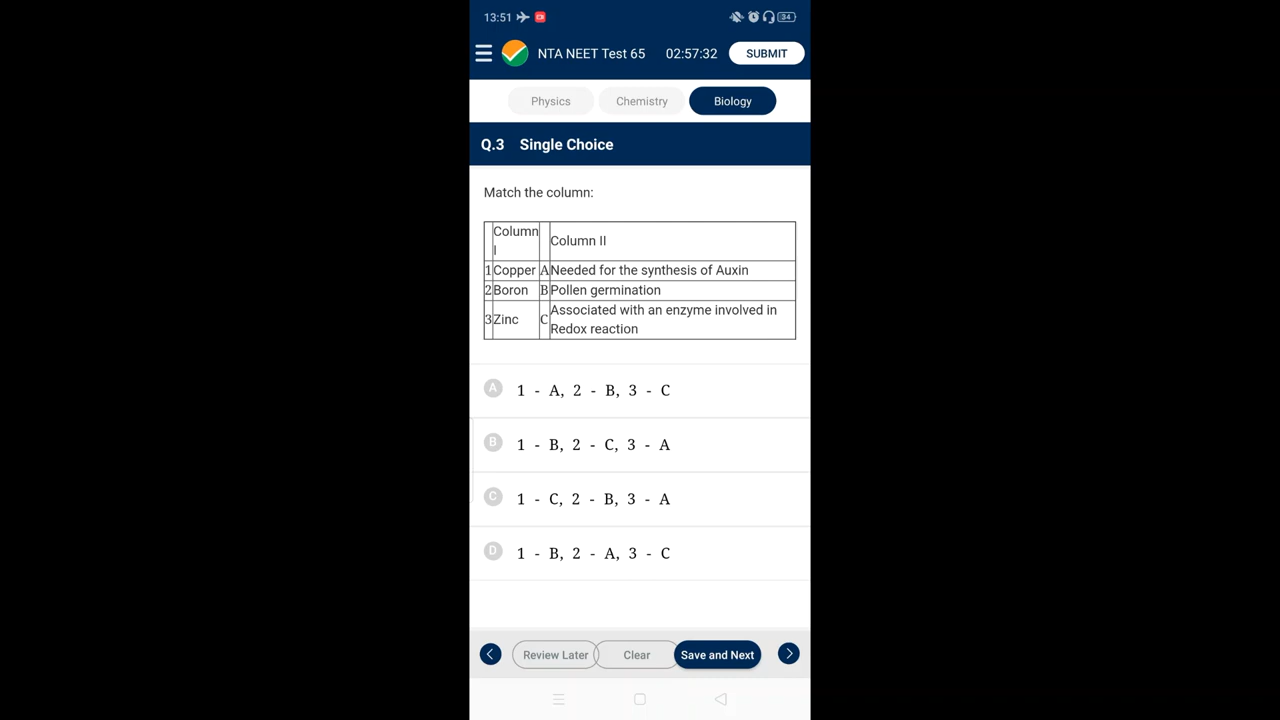 13:51
34
NTA NEET Test 65 02:57:32 SUBMIT
Physics Chemistry Biology
Q.3 Single Choice
Match the column:
Column I Column II
1 Copper A Needed for the synthesis of Auxin
2 Boron B Pollen germination
3 Zinc C Associated with an enzyme involved in
Redox reaction
A 1 - A, 2 - B, 3 - C
B 1 - B, 2 - C, 3 - A
C 1 - C, 2 - B, 3 - A
D 1 - B, 2 - A, 3 - C
Review Later Clear Save and Next